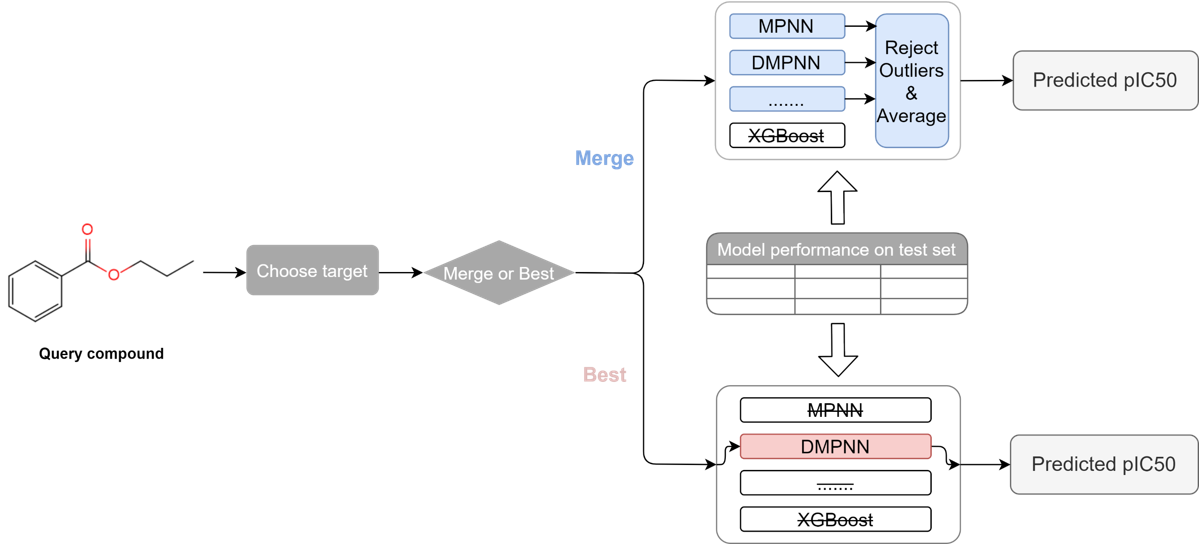 MPNN
DMPNN
.......
XGBoost
Reject
Outliers
&
Average
Predicted pIC50
Merge
O
O
Query compound
Choose target
Merge or Best
Model performance on test set
Best
MPNN
DMPNN
.......
XGBoost
Predicted pIC50